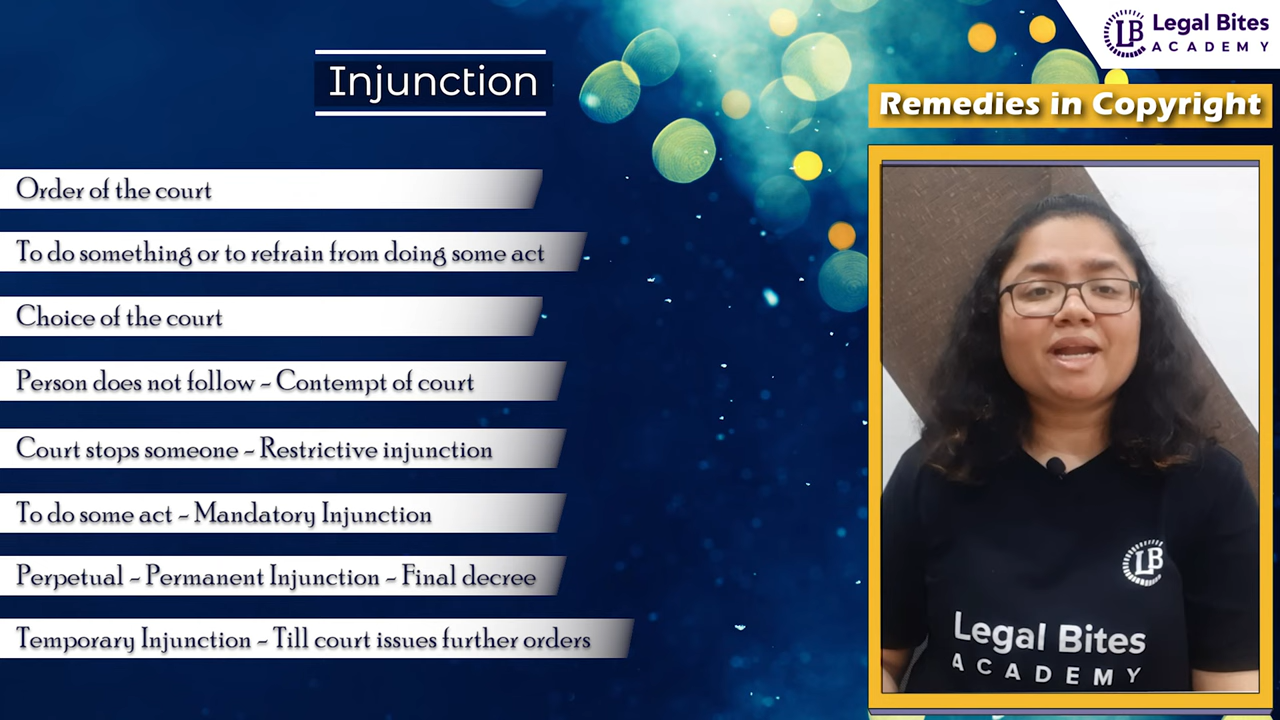 Injunction
Order of the court
To do something or to refrain from doing some act
Choice of the court
Person does not follow - Contempt of court
Court stops someone - Restrictive injunction
To do some act - Mandatory Injunction
Perpetual - Permanent Injunction - Final decree
Temporary Injunction - Till court issues further orders
LB
Legal Bites
ACADEMY
Remedies in Copyright
LB
Legal Bites
ACADEMY